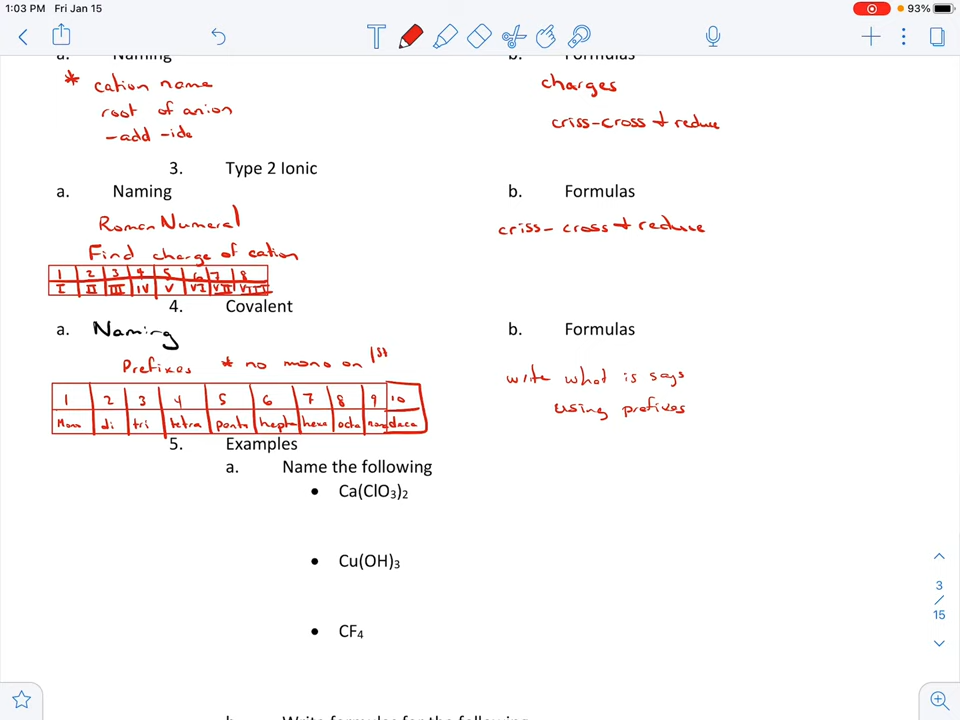 1:03 PM Fri Jan 15 93%
a. Naming b. Formulas
* cation name charges
root of anion criss-cross + reduce
-add -ide
3. Type 2 Ionic
a. Naming b. Formulas
Roman Numeral criss-cross + reduce
Find charge of cation
1 2 3 4 5 6 7 8
I II III IV V VI VII VIII
4. Covalent
a. Naming b. Formulas
Prefixes * no mono on 1st
write what is says
1 2 3 4 5 6 7 8 9 10
using prefixes
Mono di tri tetra penta hepta hexa octa nona deca
5. Examples
a. Name the following
• Ca(ClO₃)₂
• Cu(OH)₃
3
/
15
• CF₄
b. Write formulas for the following